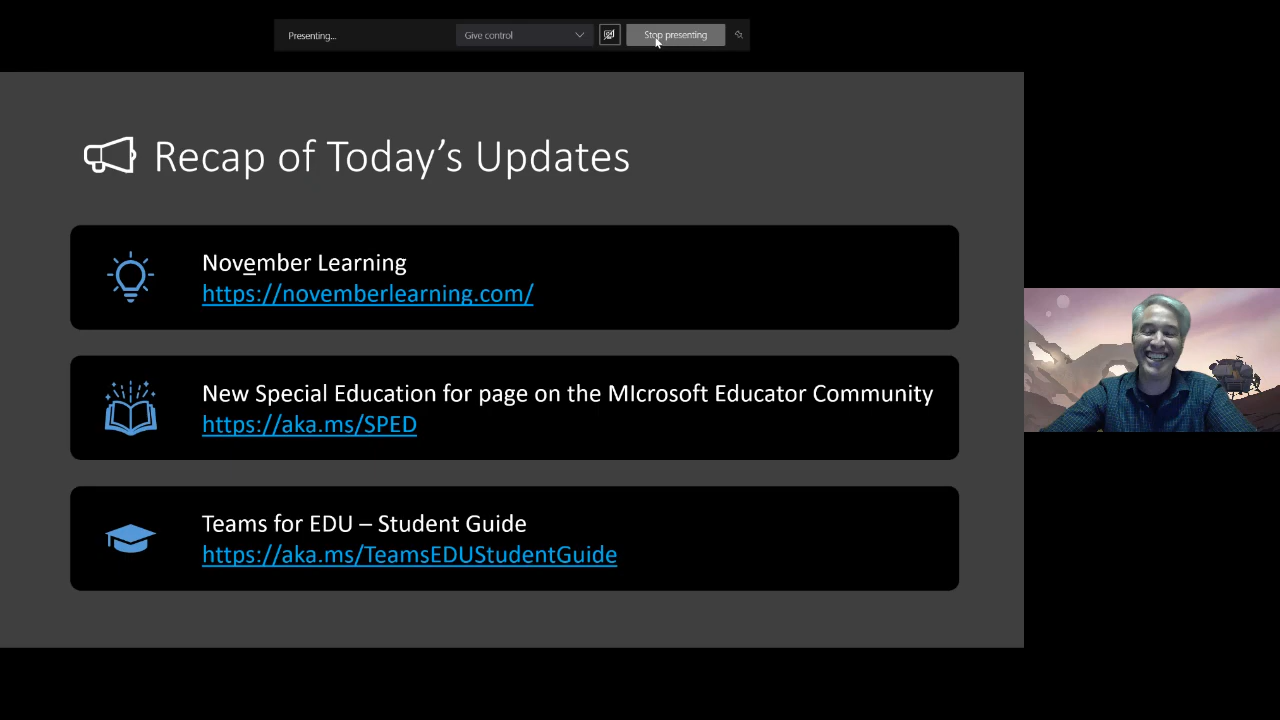 Presenting...
Give control
Stop presenting
Recap of Today's Updates
November Learning
https://novemberlearning.com/
New Special Education for page on the MIcrosoft Educator Community
https://aka.ms/SPED
Teams for EDU – Student Guide
https://aka.ms/TeamsEDUStudentGuide